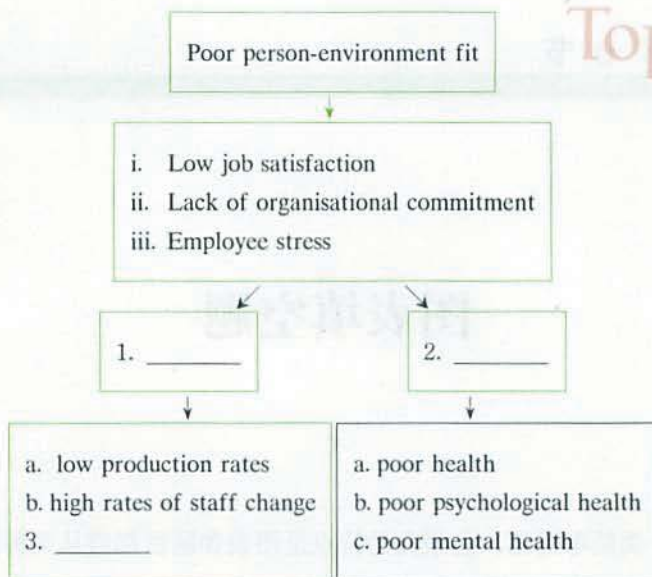 Top
Poor person-environment fit
i. Low job satisfaction
ii. Lack of organisational commitment
iii. Employee stress
1. ________
2. ________
a. low production rates
b. high rates of staff change
3. ________
a. poor health
b. poor psychological health
c. poor mental health